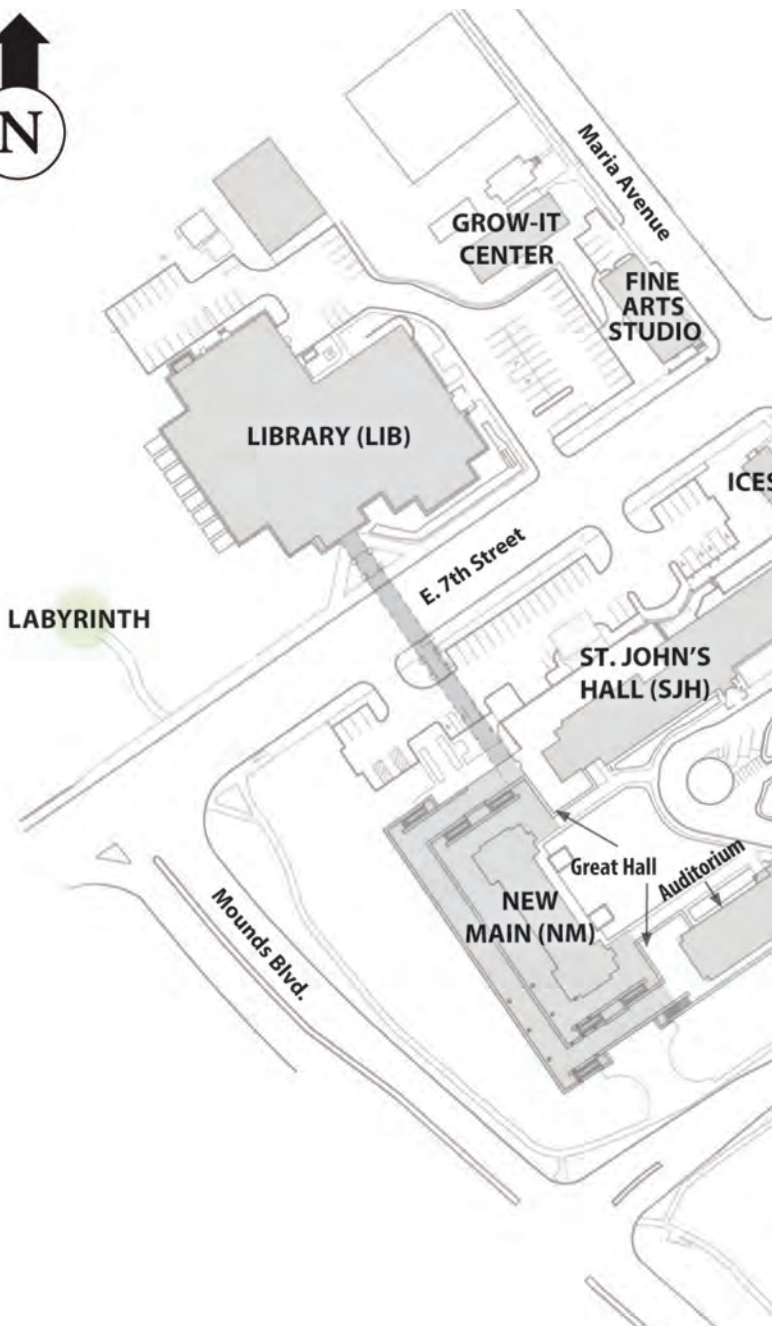 N
Maria Avenue
GROW-IT
CENTER
FINE
ARTS
STUDIO
LIBRARY (LIB)
ICES
E. 7th Street
LABYRINTH
ST. JOHN'S
HALL (SJH)
Great Hall
Auditorium
NEW
MAIN (NM)
Mounds Blvd.